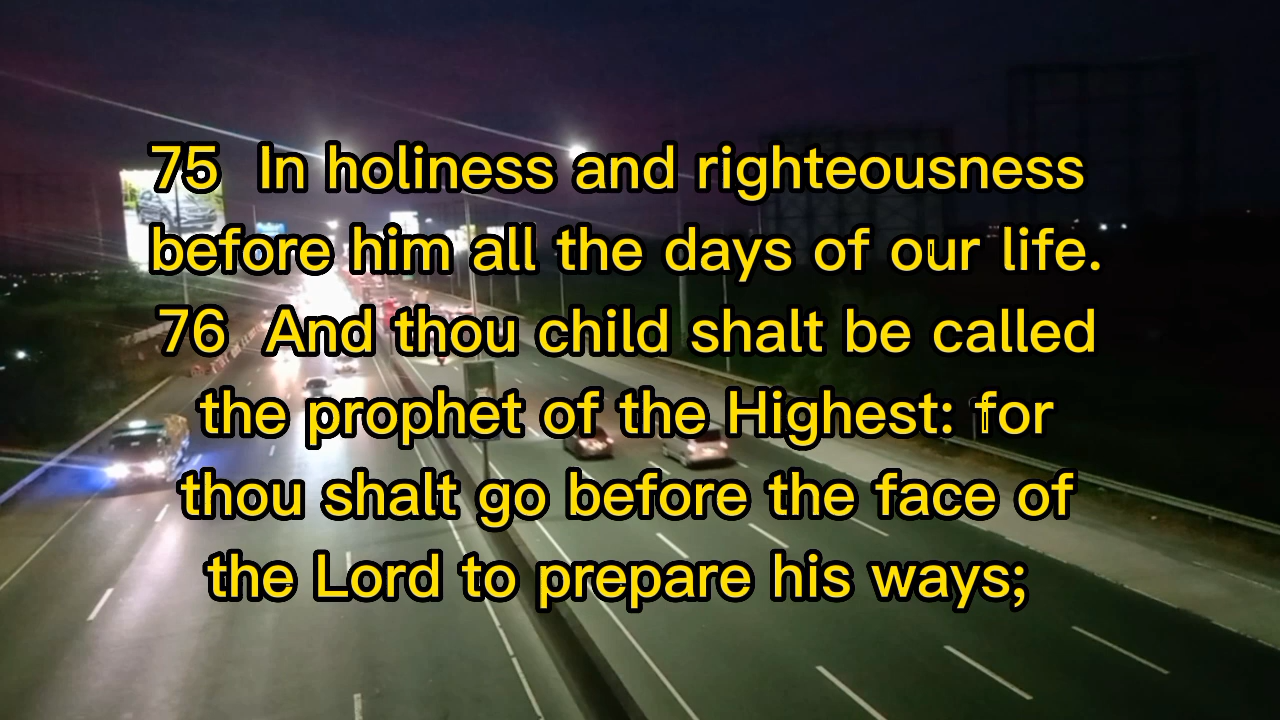 75 In holiness and righteousness
before him all the days of our life.
76 And thou child shalt be called
the prophet of the Highest: for
thou shalt go before the face of
the Lord to prepare his ways;